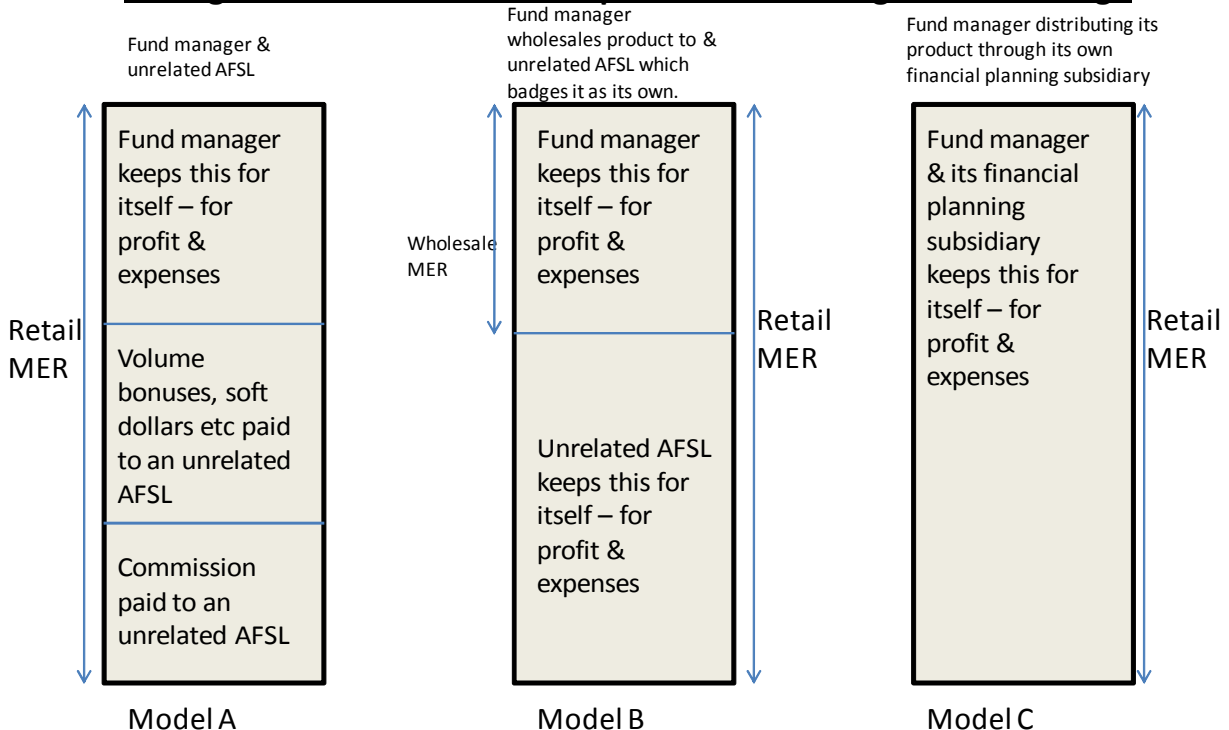 Fund manager &
unrelated AFSL
Fund manager
wholesales product to &
unrelated AFSL which
badges it as its own.
Fund manager distributing its
product through its own
financial planning subsidiary
Retail
MER
Fund manager
keeps this for
itself – for
profit &
expenses
Volume
bonuses, soft
dollars etc paid
to an unrelated
AFSL
Commission
paid to an
unrelated AFSL
Model A
Wholesale
MER
Fund manager
keeps this for
itself – for
profit &
expenses
Unrelated AFSL
keeps this for
itself – for
profit &
expenses
Retail
MER
Model B
Fund manager
& its financial
planning
subsidiary
keeps this for
itself – for
profit &
expenses
Retail
MER
Model C